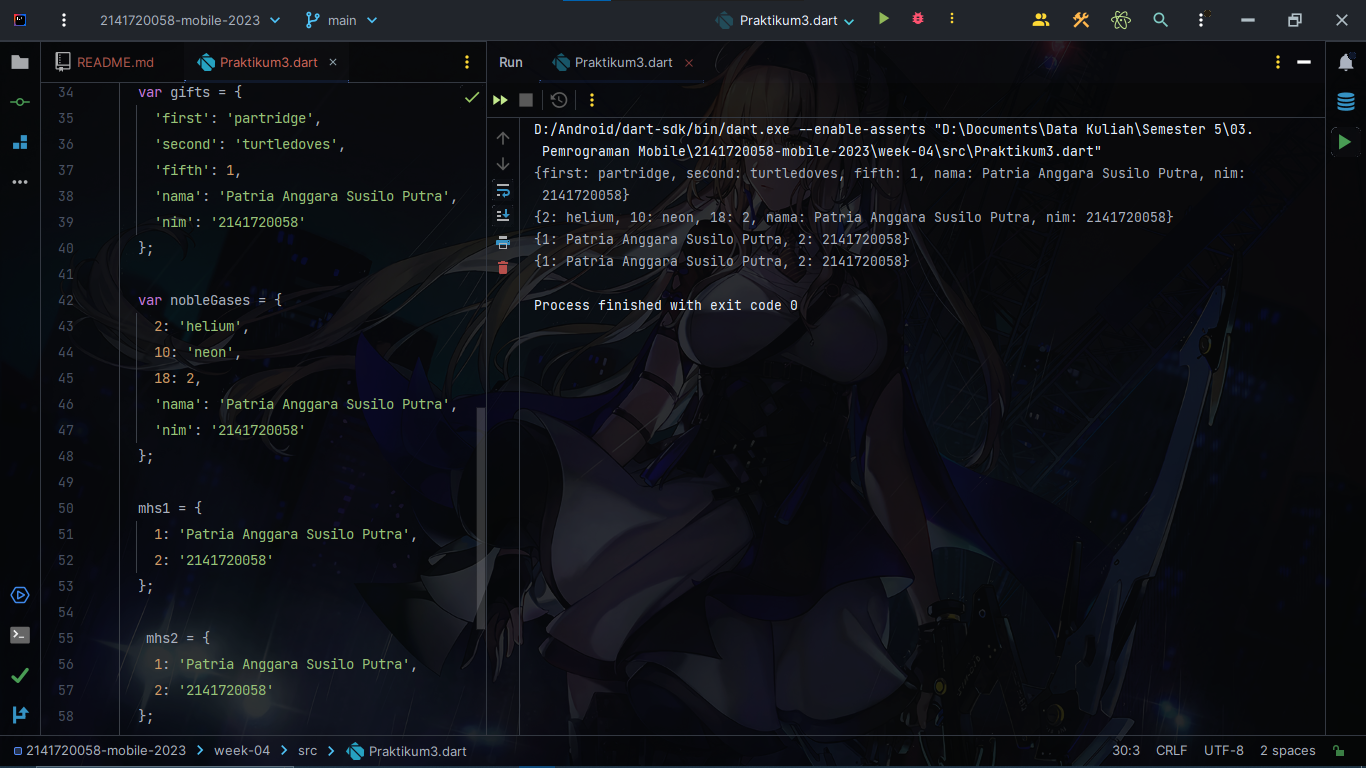 2141720058-mobile-2023 main Praktikum3.dart
README.md Praktikum3.dart
34 var gifts = {
35 'first': 'partridge',
36 'second': 'turtledoves',
37 'fifth': 1,
38 'nama': 'Patria Anggara Susilo Putra',
39 'nim': '2141720058'
40 };
41
42 var nobleGases = {
43 2: 'helium',
44 10: 'neon',
45 18: 2,
46 'nama': 'Patria Anggara Susilo Putra',
47 'nim': '2141720058'
48 };
49
50 mhs1 = {
51 1: 'Patria Anggara Susilo Putra',
52 2: '2141720058'
53 };
54
55 mhs2 = {
56 1: 'Patria Anggara Susilo Putra',
57 2: '2141720058'
58 };
Run Praktikum3.dart
D:/Android/dart-sdk/bin/dart.exe --enable-asserts "D:\Documents\Data Kuliah\Semester 5\03.
Pemrograman Mobile\2141720058-mobile-2023\week-04\src\Praktikum3.dart"
{first: partridge, second: turtledoves, fifth: 1, nama: Patria Anggara Susilo Putra, nim:
2141720058}
{2: helium, 10: neon, 18: 2, nama: Patria Anggara Susilo Putra, nim: 2141720058}
{1: Patria Anggara Susilo Putra, 2: 2141720058}
{1: Patria Anggara Susilo Putra, 2: 2141720058}
Process finished with exit code 0
2141720058-mobile-2023 > week-04 > src > Praktikum3.dart 30:3 CRLF UTF-8 2 spaces